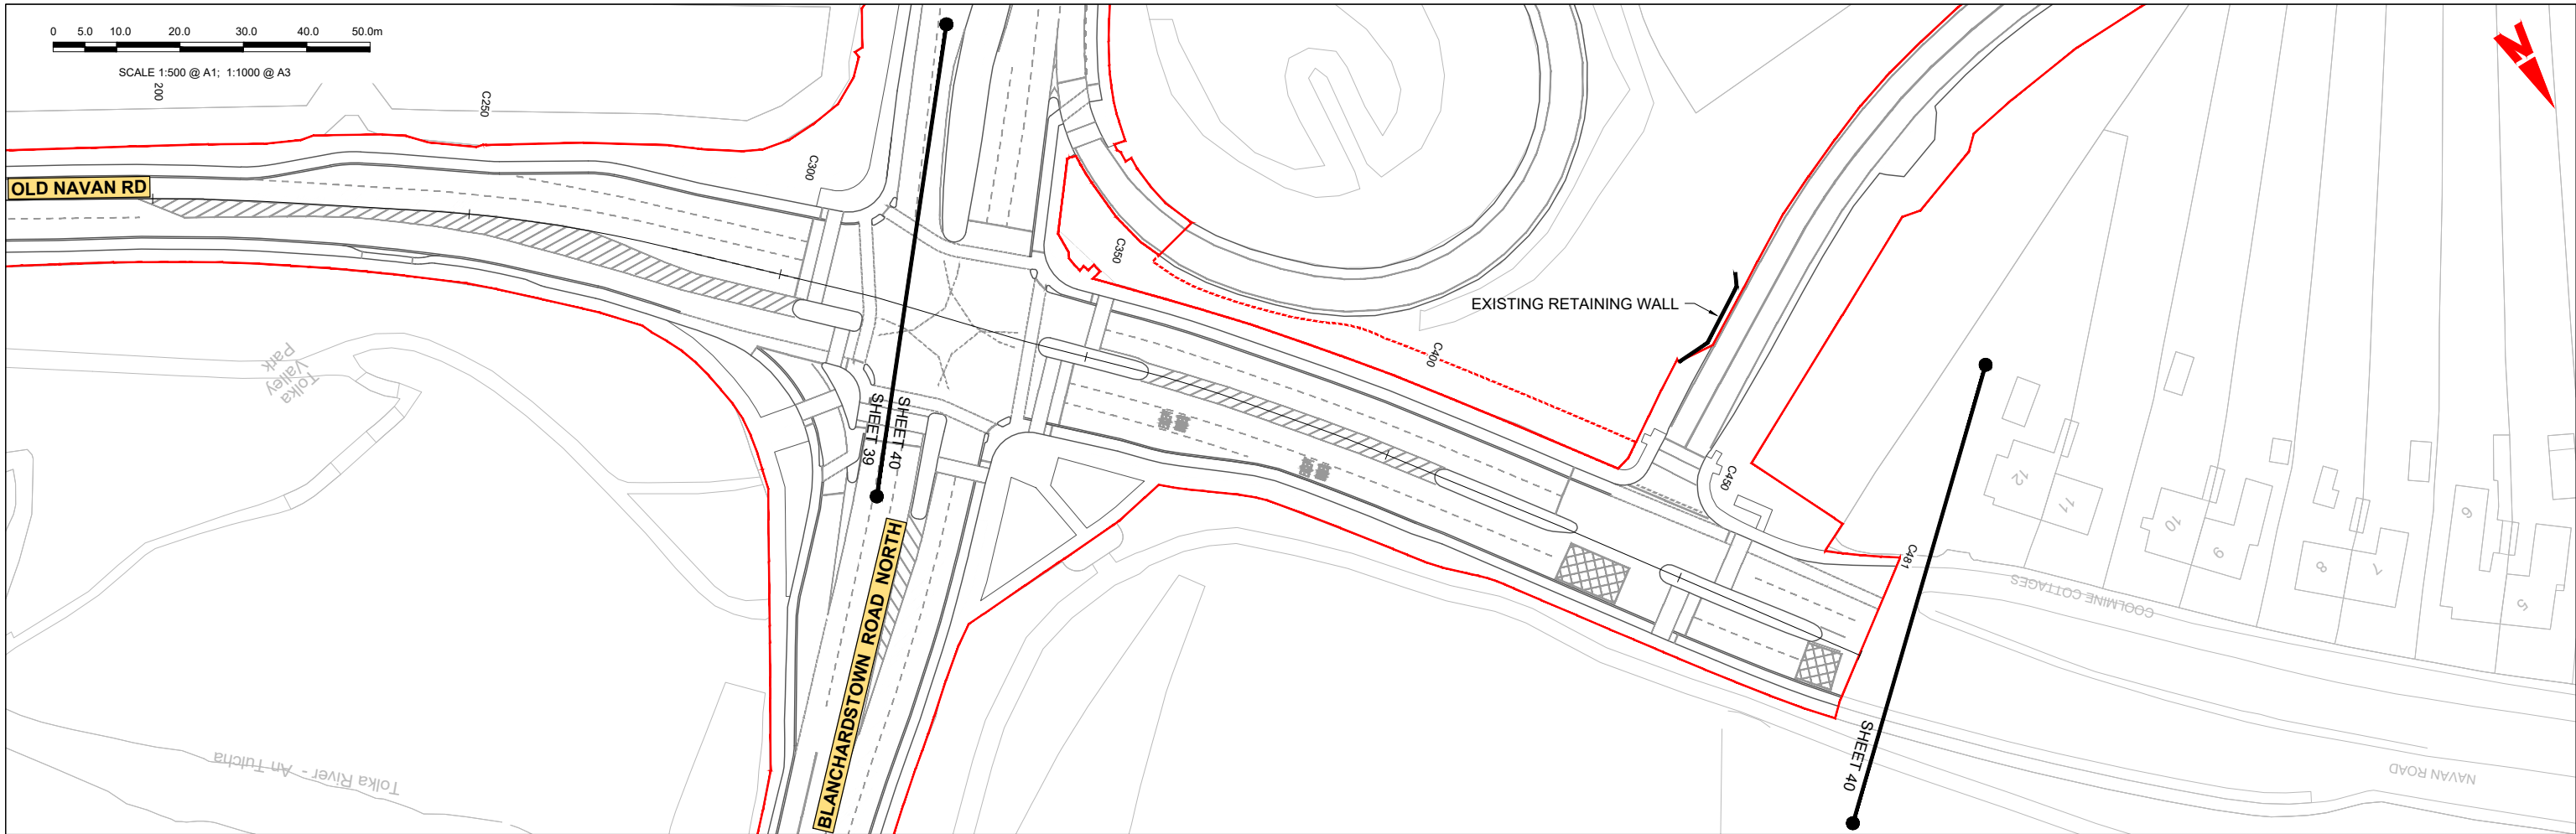 0 5.0 10.0 20.0 30.0 40.0 50.0m
SCALE 1:500 @ A1; 1:1000 @ A3
N
200
C250
C300
OLD NAVAN RD
C350
EXISTING RETAINING WALL
C400
Tolka
Valley
Park
SHEET 39
SHEET 40
C450
C481
12
11
10
9
8
7
6
5
COOLMINE COTTAGES
BLANCHARDSTOWN ROAD NORTH
Tolka River - An Tulcha
SHEET 40
NAVAN ROAD